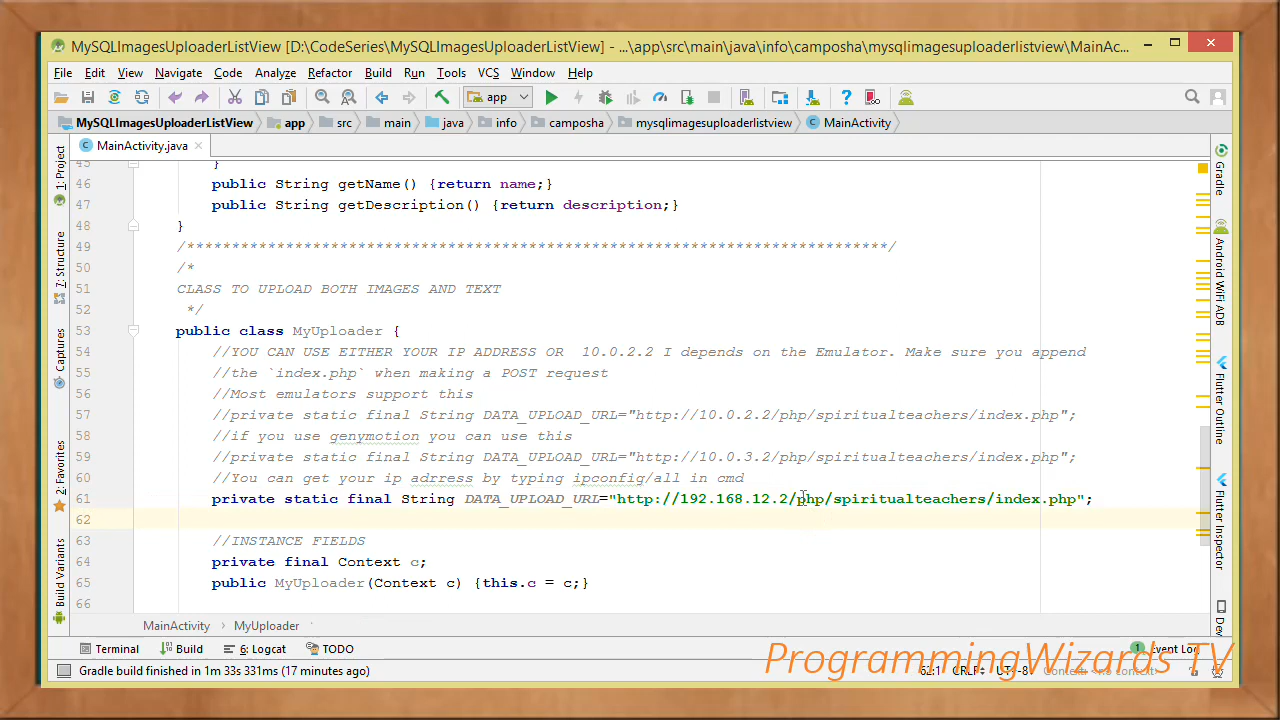 MySQLImagesUploaderListView [D:\CodeSeries\MySQLImagesUploaderListView] - ...\app\src\main\java\info\camposha\mysqlimagesuploaderlistview\MainAc...
File Edit View Navigate Code Analyze Refactor Build Run Tools VCS Window Help
app
MySQLImagesUploaderListView app src main java info camposha mysqlimagesuploaderlistview MainActivity
MainActivity.java
1: Project
7: Structure
Captures
2: Favorites
Build Variants
45 }
46 public String getName() {return name;}
47 public String getDescription() {return description;}
48 }
49 /******************************************************************************/
50 /*
51 CLASS TO UPLOAD BOTH IMAGES AND TEXT
52 */
53 public class MyUploader {
54 //YOU CAN USE EITHER YOUR IP ADDRESS OR  10.0.2.2 I depends on the Emulator. Make sure you append
55 //the `index.php` when making a POST request
56 //Most emulators support this
57 //private static final String DATA_UPLOAD_URL="http://10.0.2.2/php/spiritualteachers/index.php";
58 //if you use genymotion you can use this
59 //private static final String DATA_UPLOAD_URL="http://10.0.3.2/php/spiritualteachers/index.php";
60 //You can get your ip adrress by typing ipconfig/all in cmd
61 private static final String DATA_UPLOAD_URL="http://192.168.12.2/php/spiritualteachers/index.php";
62
63 //INSTANCE FIELDS
64 private final Context c;
65 public MyUploader(Context c) {this.c = c;}
66
Gradle
Android WiFi ADB
Flutter Outline
Flutter Inspector
MainActivity MyUploader
Terminal Build 6: Logcat TODO
1 Event Log
ProgrammingWizards TV
Gradle build finished in 1m 33s 331ms (17 minutes ago)
62:1 CRLF UTF-8 Context: <no context>